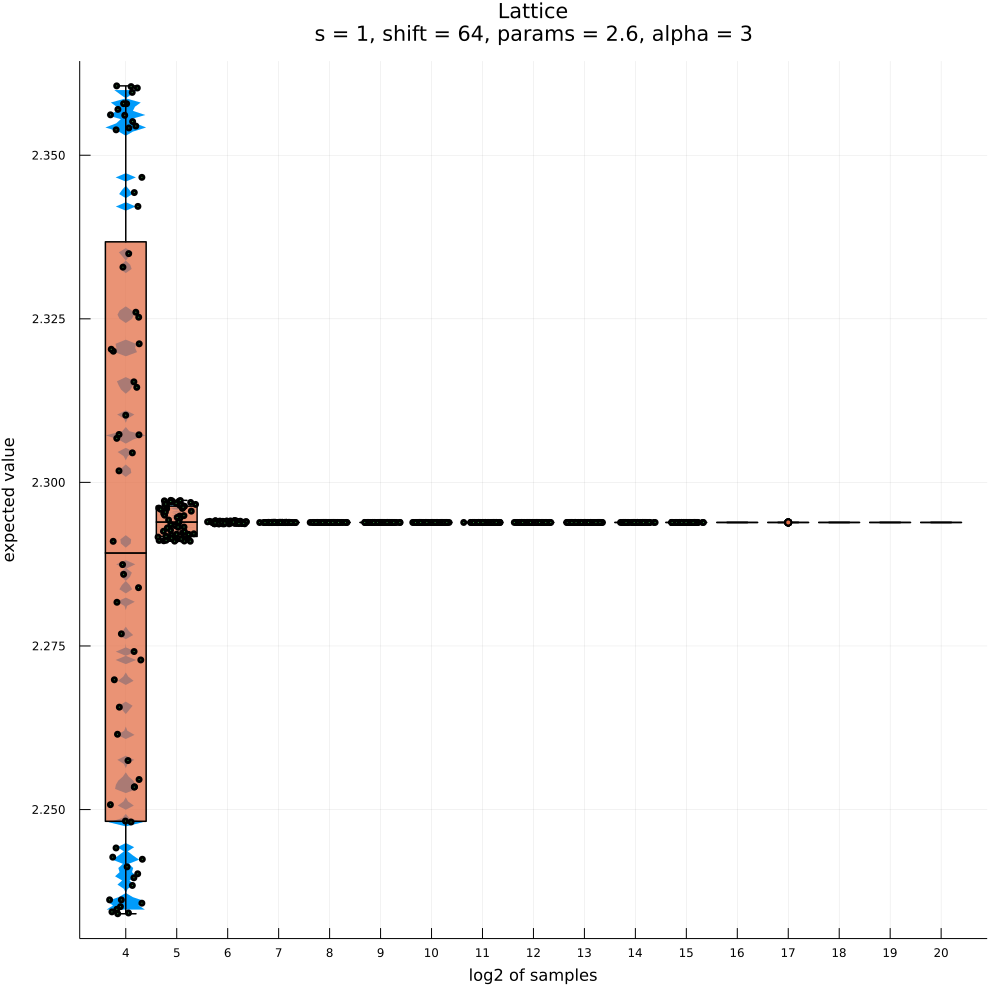 Lattice
s = 1, shift = 64, params = 2.6, alpha = 3
expected value
2.350
2.325
2.300
2.275
2.250
4 5 6 7 8 9 10 11 12 13 14 15 16 17 18 19 20
log2 of samples